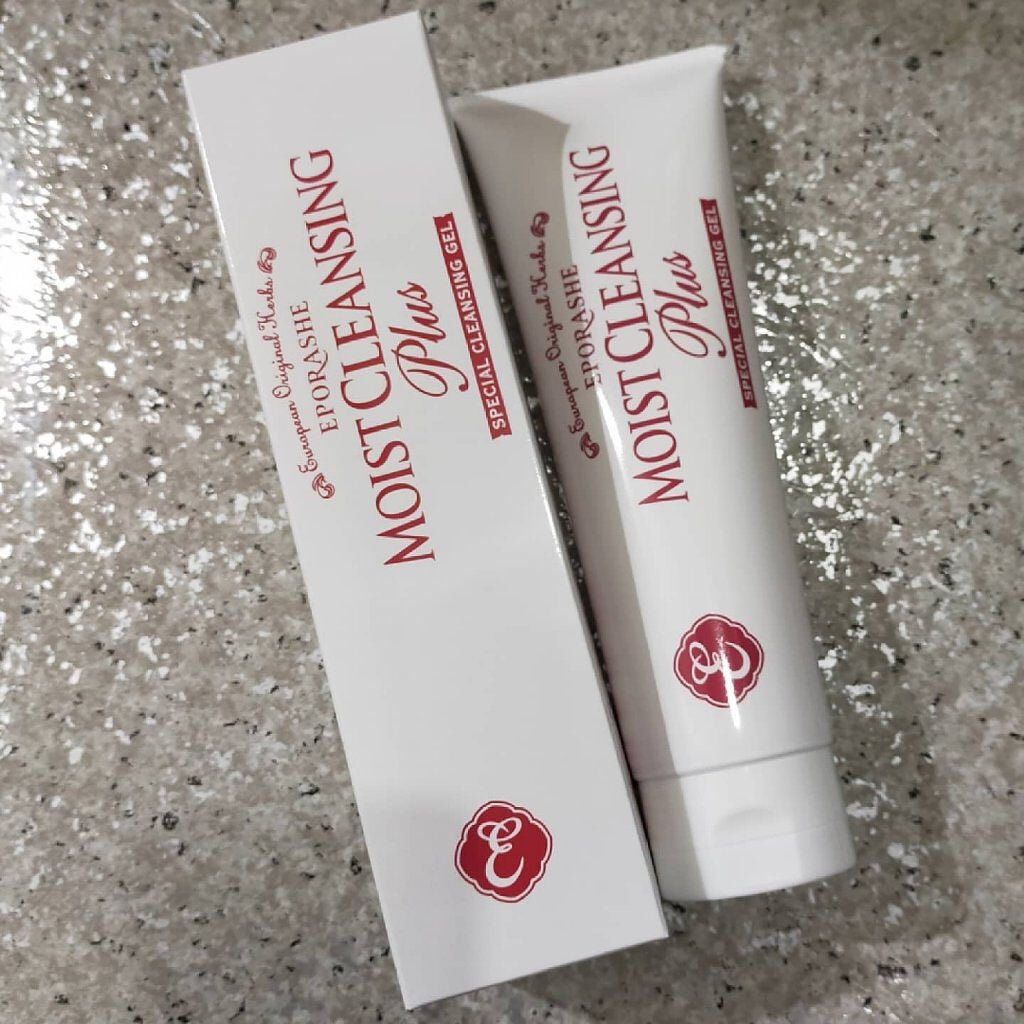 European Original Herbs
EPORASHE
MOIST CLEANSING
Plus
SPECIAL CLEANSING GEL
E
European Original Herbs
EPORASHE
MOIST CLEANSING
Plus
SPECIAL CLEANSING GEL
E